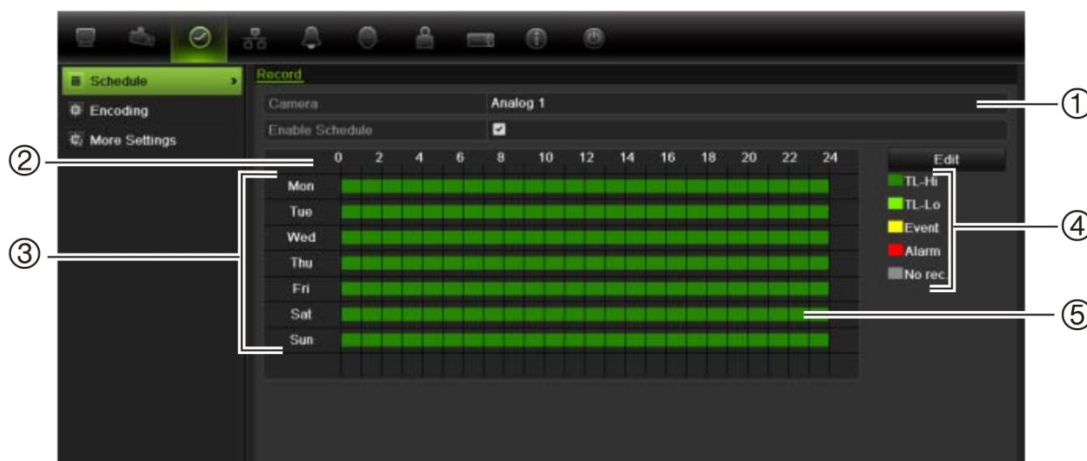 Schedule
Encoding
More Settings
Record
Camera Analog 1 ①
Enable Schedule
② 0 2 4 6 8 10 12 14 16 18 20 22 24
Edit
③
Mon
Tue
Wed
Thu
Fri
Sat
Sun
TL-Hi
TL-Lo
Event
Alarm
No rec.
④
⑤